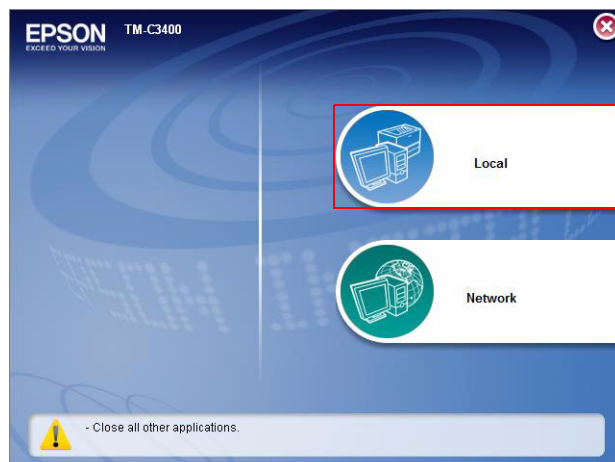 EPSON
EXCEED YOUR VISION
TM-C3400
Local
Network
- Close all other applications.